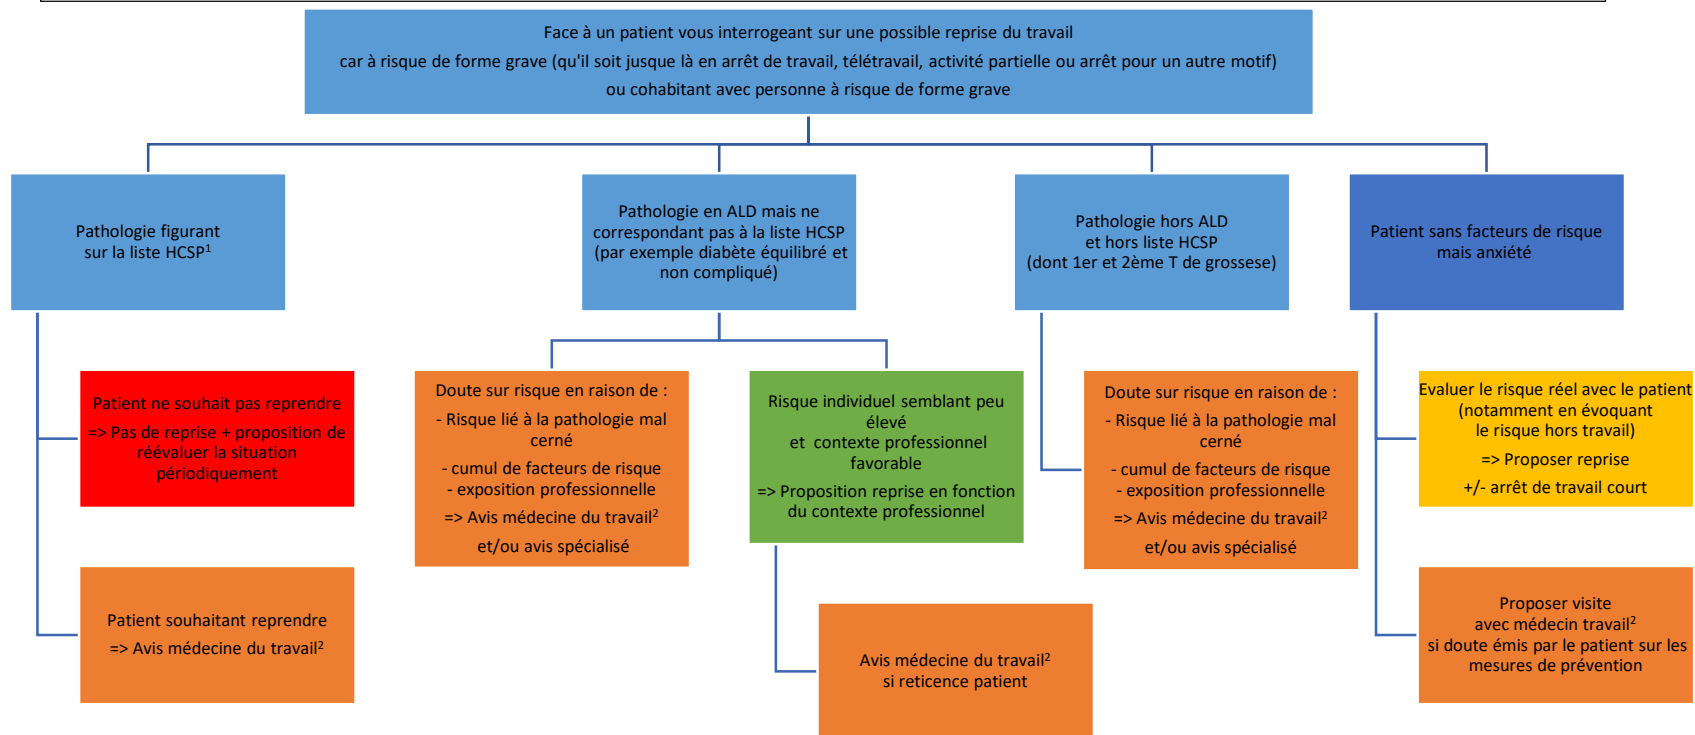 Face à un patient vous interrogeant sur une possible reprise du travail
car à risque de forme grave (qu'il soit jusque là en arrêt de travail, télétravail, activité partielle ou arrêt pour un autre motif)
ou cohabitant avec personne à risque de forme grave
Pathologie figurant
sur la liste HCSP¹
Pathologie en ALD mais ne
correspondant pas à la liste HCSP
(par exemple diabète équilibré et
non compliqué)
Pathologie hors ALD
et hors liste HCSP
(dont 1er et 2ème T de grossese)
Patient sans facteurs de risque
mais anxiété
Patient ne souhait pas reprendre
=> Pas de reprise + proposition de
réévaluer la situation
périodiquement
Patient souhaitant reprendre
=> Avis médecine du travail²
Doute sur risque en raison de :
- Risque lié à la pathologie mal
cerné
- cumul de facteurs de risque
- exposition professionnelle
=> Avis médecine du travail²
et/ou avis spécialisé
Risque individuel semblant peu
élevé
et contexte professionnel
favorable
=> Proposition reprise en fonction
du contexte professionnel
Avis médecine du travail²
si reticence patient
Doute sur risque en raison de :
- Risque lié à la pathologie mal
cerné
- cumul de facteurs de risque
- exposition professionnelle
=> Avis médecine du travail²
et/ou avis spécialisé
Evaluer le risque réel avec le patient
(notamment en évoquant
le risque hors travail)
=> Proposer reprise
+/- arrêt de travail court
Proposer visite
avec médecin travail²
si doute émis par le patient sur les
mesures de prévention